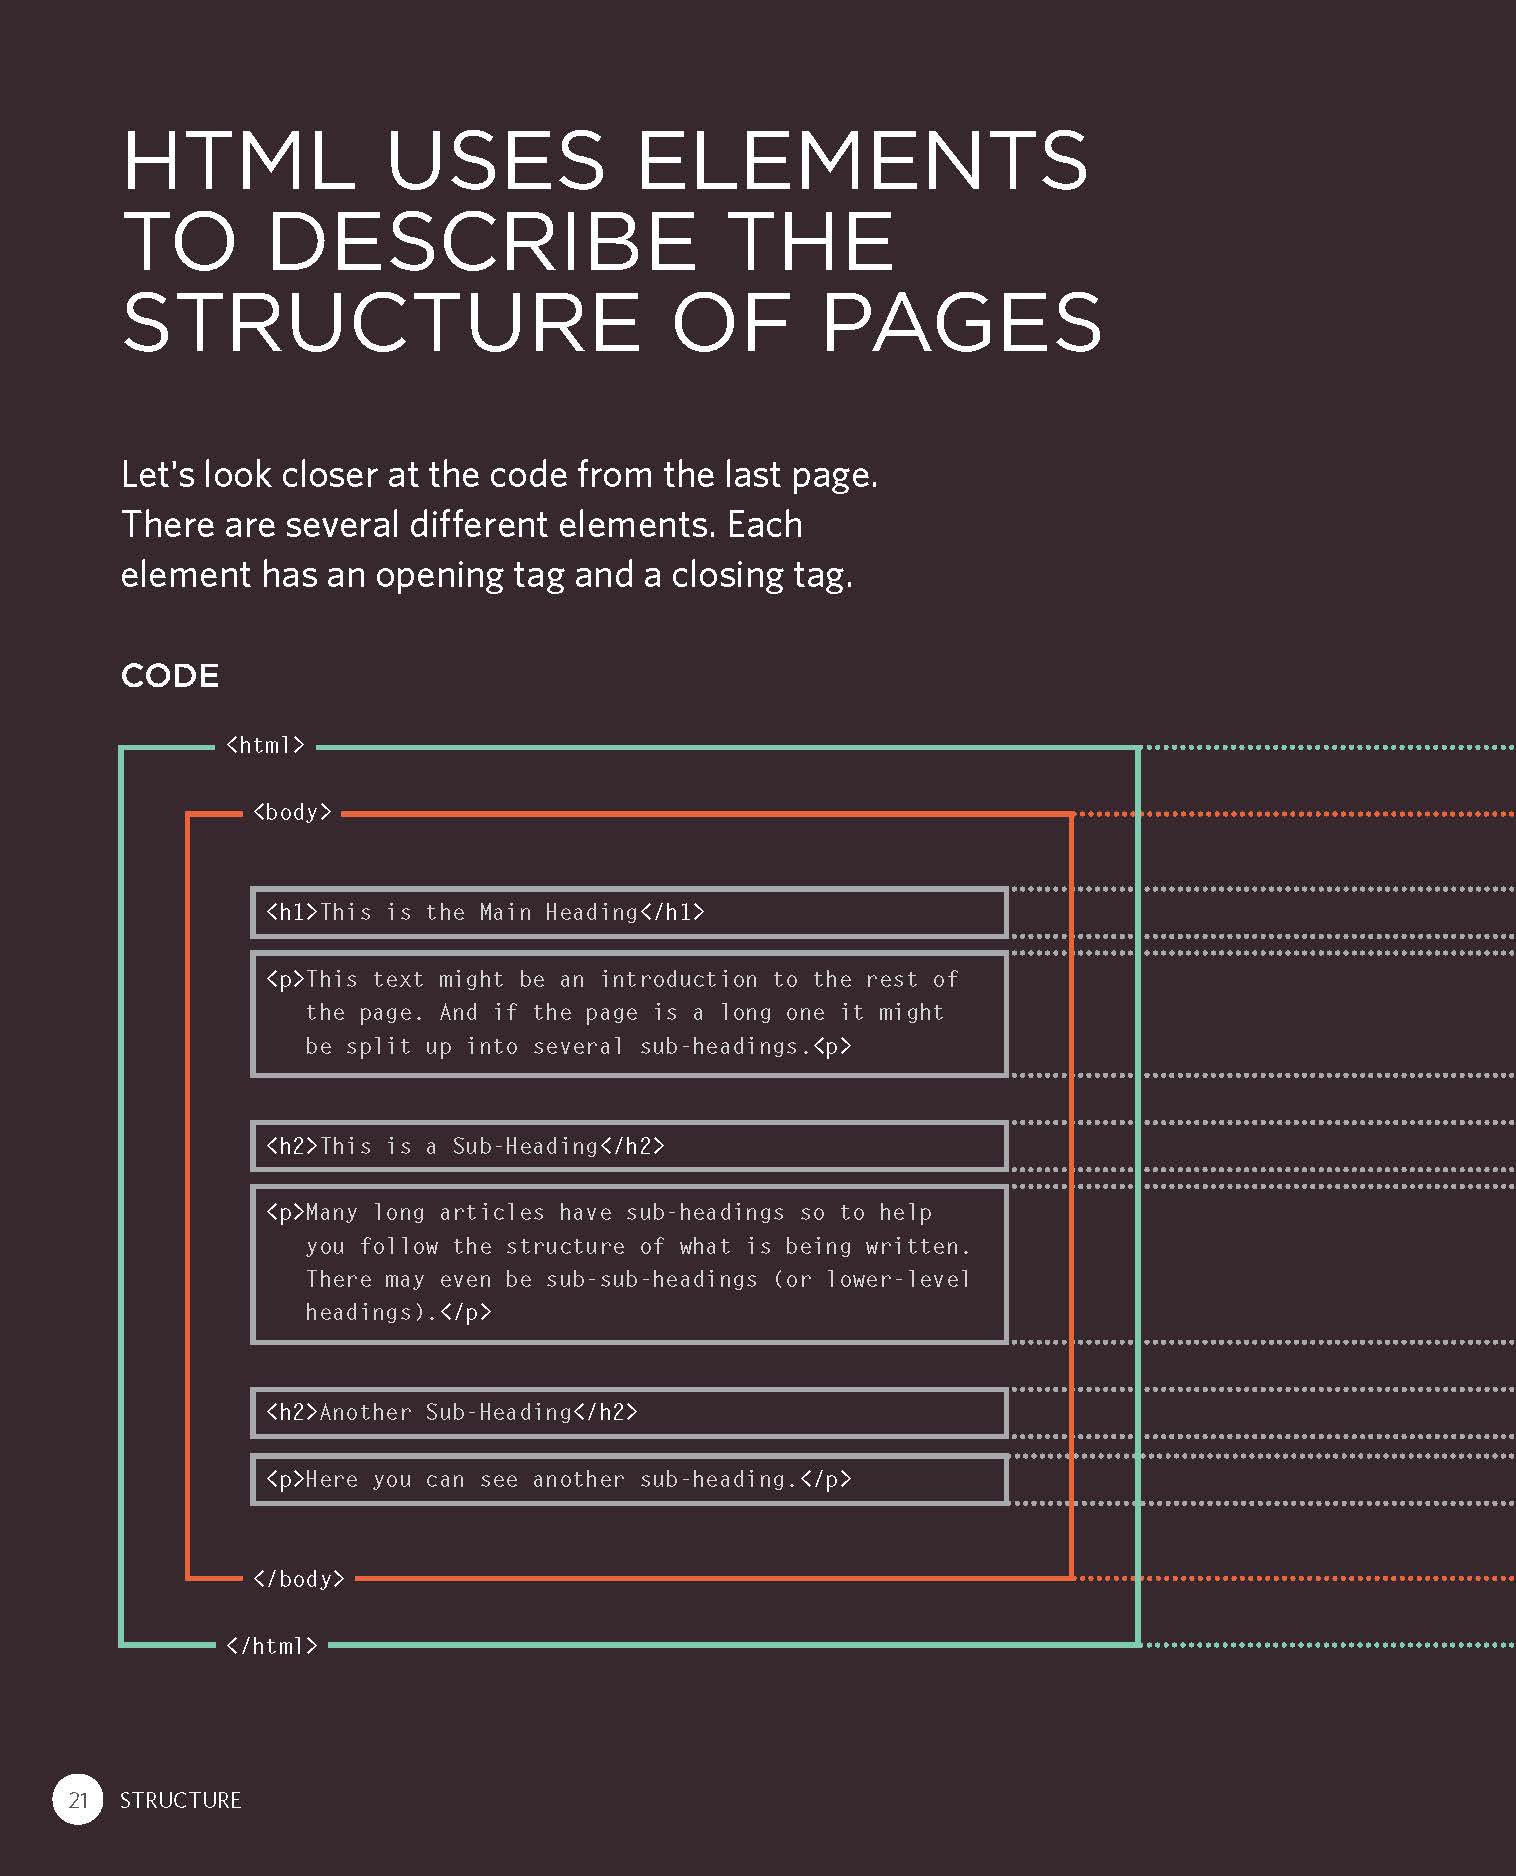 HTML USES ELEMENTS
TO DESCRIBE THE
STRUCTURE OF PAGES
Let's look closer at the code from the last page.
There are several different elements. Each
element has an opening tag and a closing tag.
CODE
<html>
<body>
<h1>This is the Main Heading</h1>
<p>This text might be an introduction to the rest of
the page. And if the page is a long one it might
be split up into several sub-headings.<p>
<h2>This is a Sub-Heading</h2>
<p>Many long articles have sub-headings so to help
you follow the structure of what is being written.
There may even be sub-sub-headings (or lower-level
headings).</p>
<h2>Another Sub-Heading</h2>
<p>Here you can see another sub-heading.</p>
</body>
</html>
21 STRUCTURE